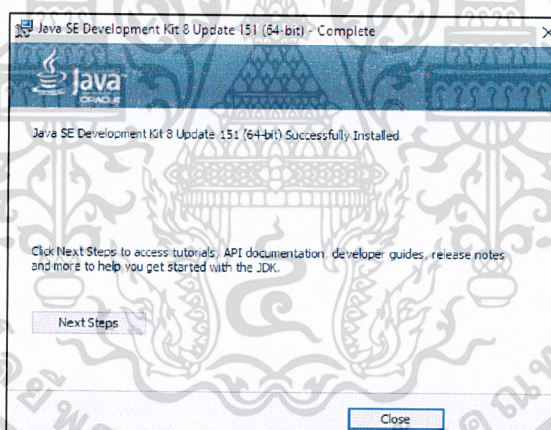 Java SE Development Kit 8 Update 151 (64-bit) - Complete
Java
ORACLE
Java SE Development Kit 8 Update 151 (64-bit) Successfully Installed
Click Next Steps to access tutorials, API documentation, developer guides, release notes
and more to help you get started with the JDK.
Next Steps
Close